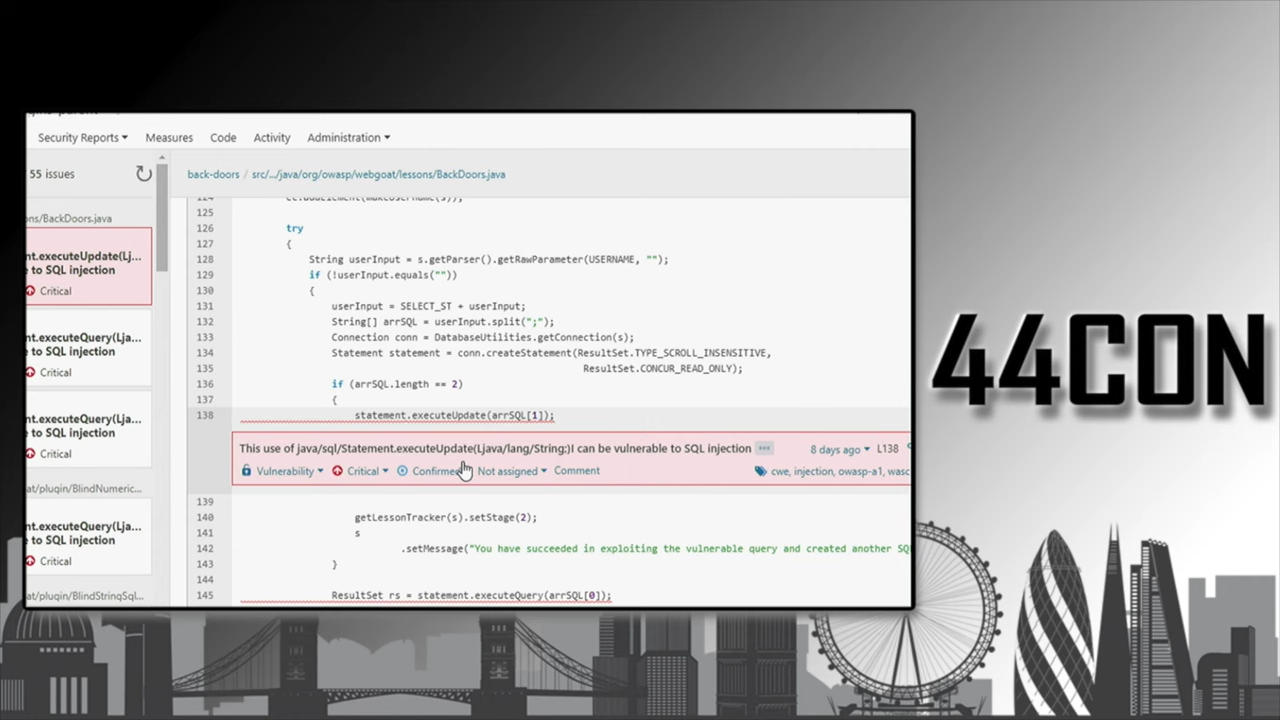 Security Reports Measures Code Activity Administration
55 issues
back-doors / src/.../java/org/owasp/webgoat/lessons/BackDoors.java
ns/BackDoors.java
nt.executeUpdate(Lj...
e to SQL injection
Critical
nt.executeQuery(Lja...
e to SQL injection
Critical
nt.executeQuery(Lja...
e to SQL injection
Critical
at/plugin/BlindNumeric...
nt.executeQuery(Lja...
e to SQL injection
Critical
at/plugin/BlindStringSql...
124
125
126 try
127 {
128 String userInput = s.getParser().getRawParameter(USERNAME, "");
129 if (!userInput.equals(""))
130 {
131 userInput = SELECT_ST + userInput;
132 String[] arrSQL = userInput.split(";");
133 Connection conn = DatabaseUtilities.getConnection(s);
134 Statement statement = conn.createStatement(ResultSet.TYPE_SCROLL_INSENSITIVE,
135 ResultSet.CONCUR_READ_ONLY);
136 if (arrSQL.length == 2)
137 {
138 statement.executeUpdate(arrSQL[1]);
This use of java/sql/Statement.executeUpdate(Ljava/lang/String;)I can be vulnerable to SQL injection ... 8 days ago L138
Vulnerability Critical Confirmed Not assigned Comment cwe, injection, owasp-a1, wasc
139
140 getLessonTracker(s).setStage(2);
141 s
142 .setMessage("You have succeeded in exploiting the vulnerable query and created another SQ
143 }
144
145 ResultSet rs = statement.executeQuery(arrSQL[0]);
44CON